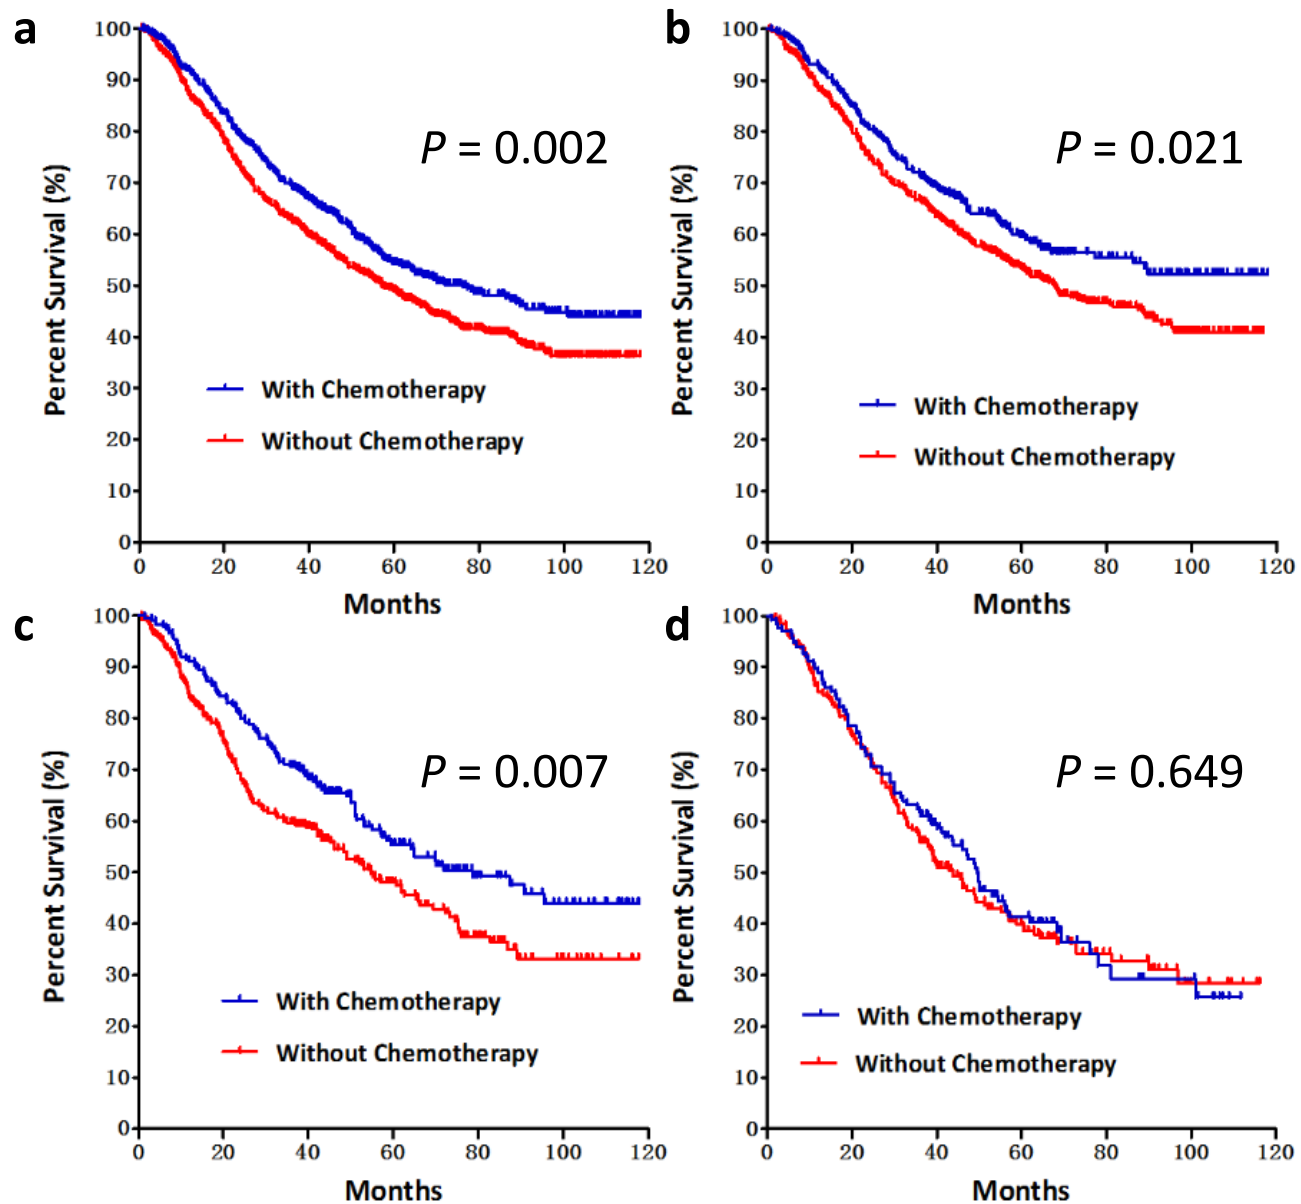 a
Percent Survival (%)
100
90
80
70
60
50
40
30
20
10
0
P = 0.002
With Chemotherapy
Without Chemotherapy
0 20 40 60 80 100 120
Months
b
Percent Survival (%)
100
90
80
70
60
50
40
30
20
10
0
P = 0.021
With Chemotherapy
Without Chemotherapy
0 20 40 60 80 100 120
Months
c
Percent Survival (%)
100
90
80
70
60
50
40
30
20
10
0
P = 0.007
With Chemotherapy
Without Chemotherapy
0 20 40 60 80 100 120
Months
d
Percent Survival (%)
100
90
80
70
60
50
40
30
20
10
0
P = 0.649
With Chemotherapy
Without Chemotherapy
0 20 40 60 80 100 120
Months